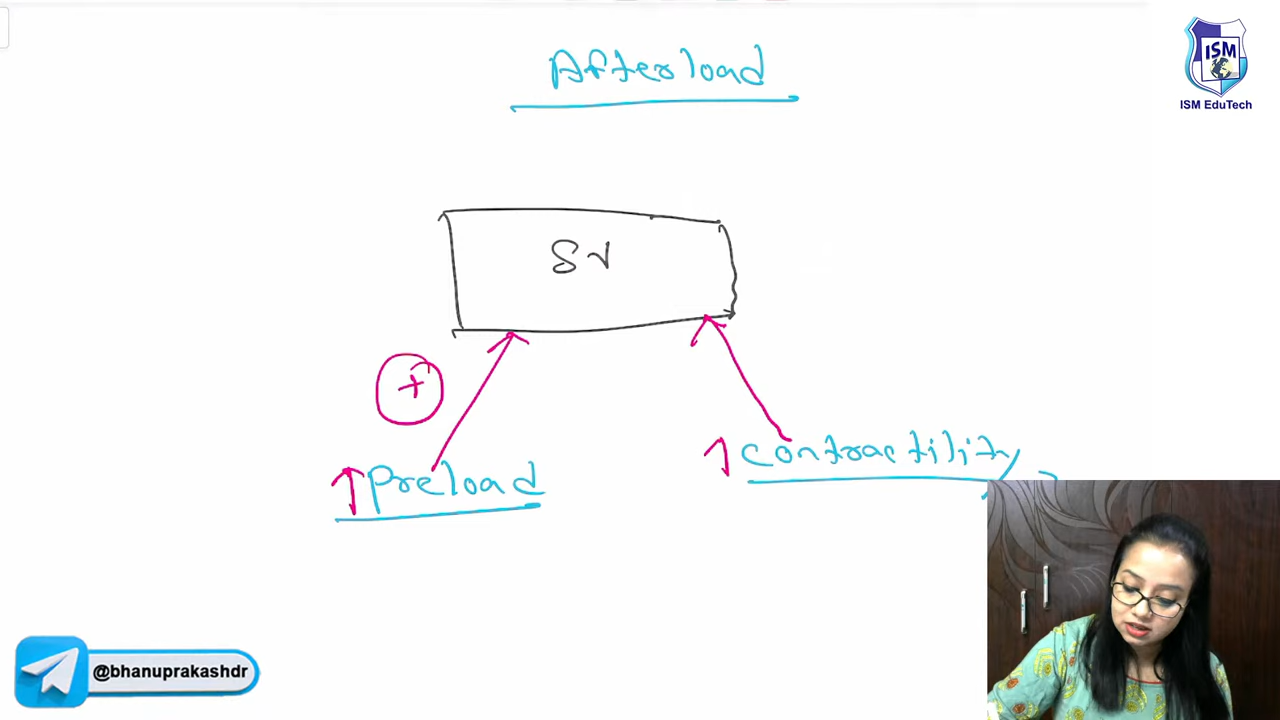 Afterload
ISM
ISM EduTech
SV
+
↑ Preload
↑ contractility
@bhanuprakashdr